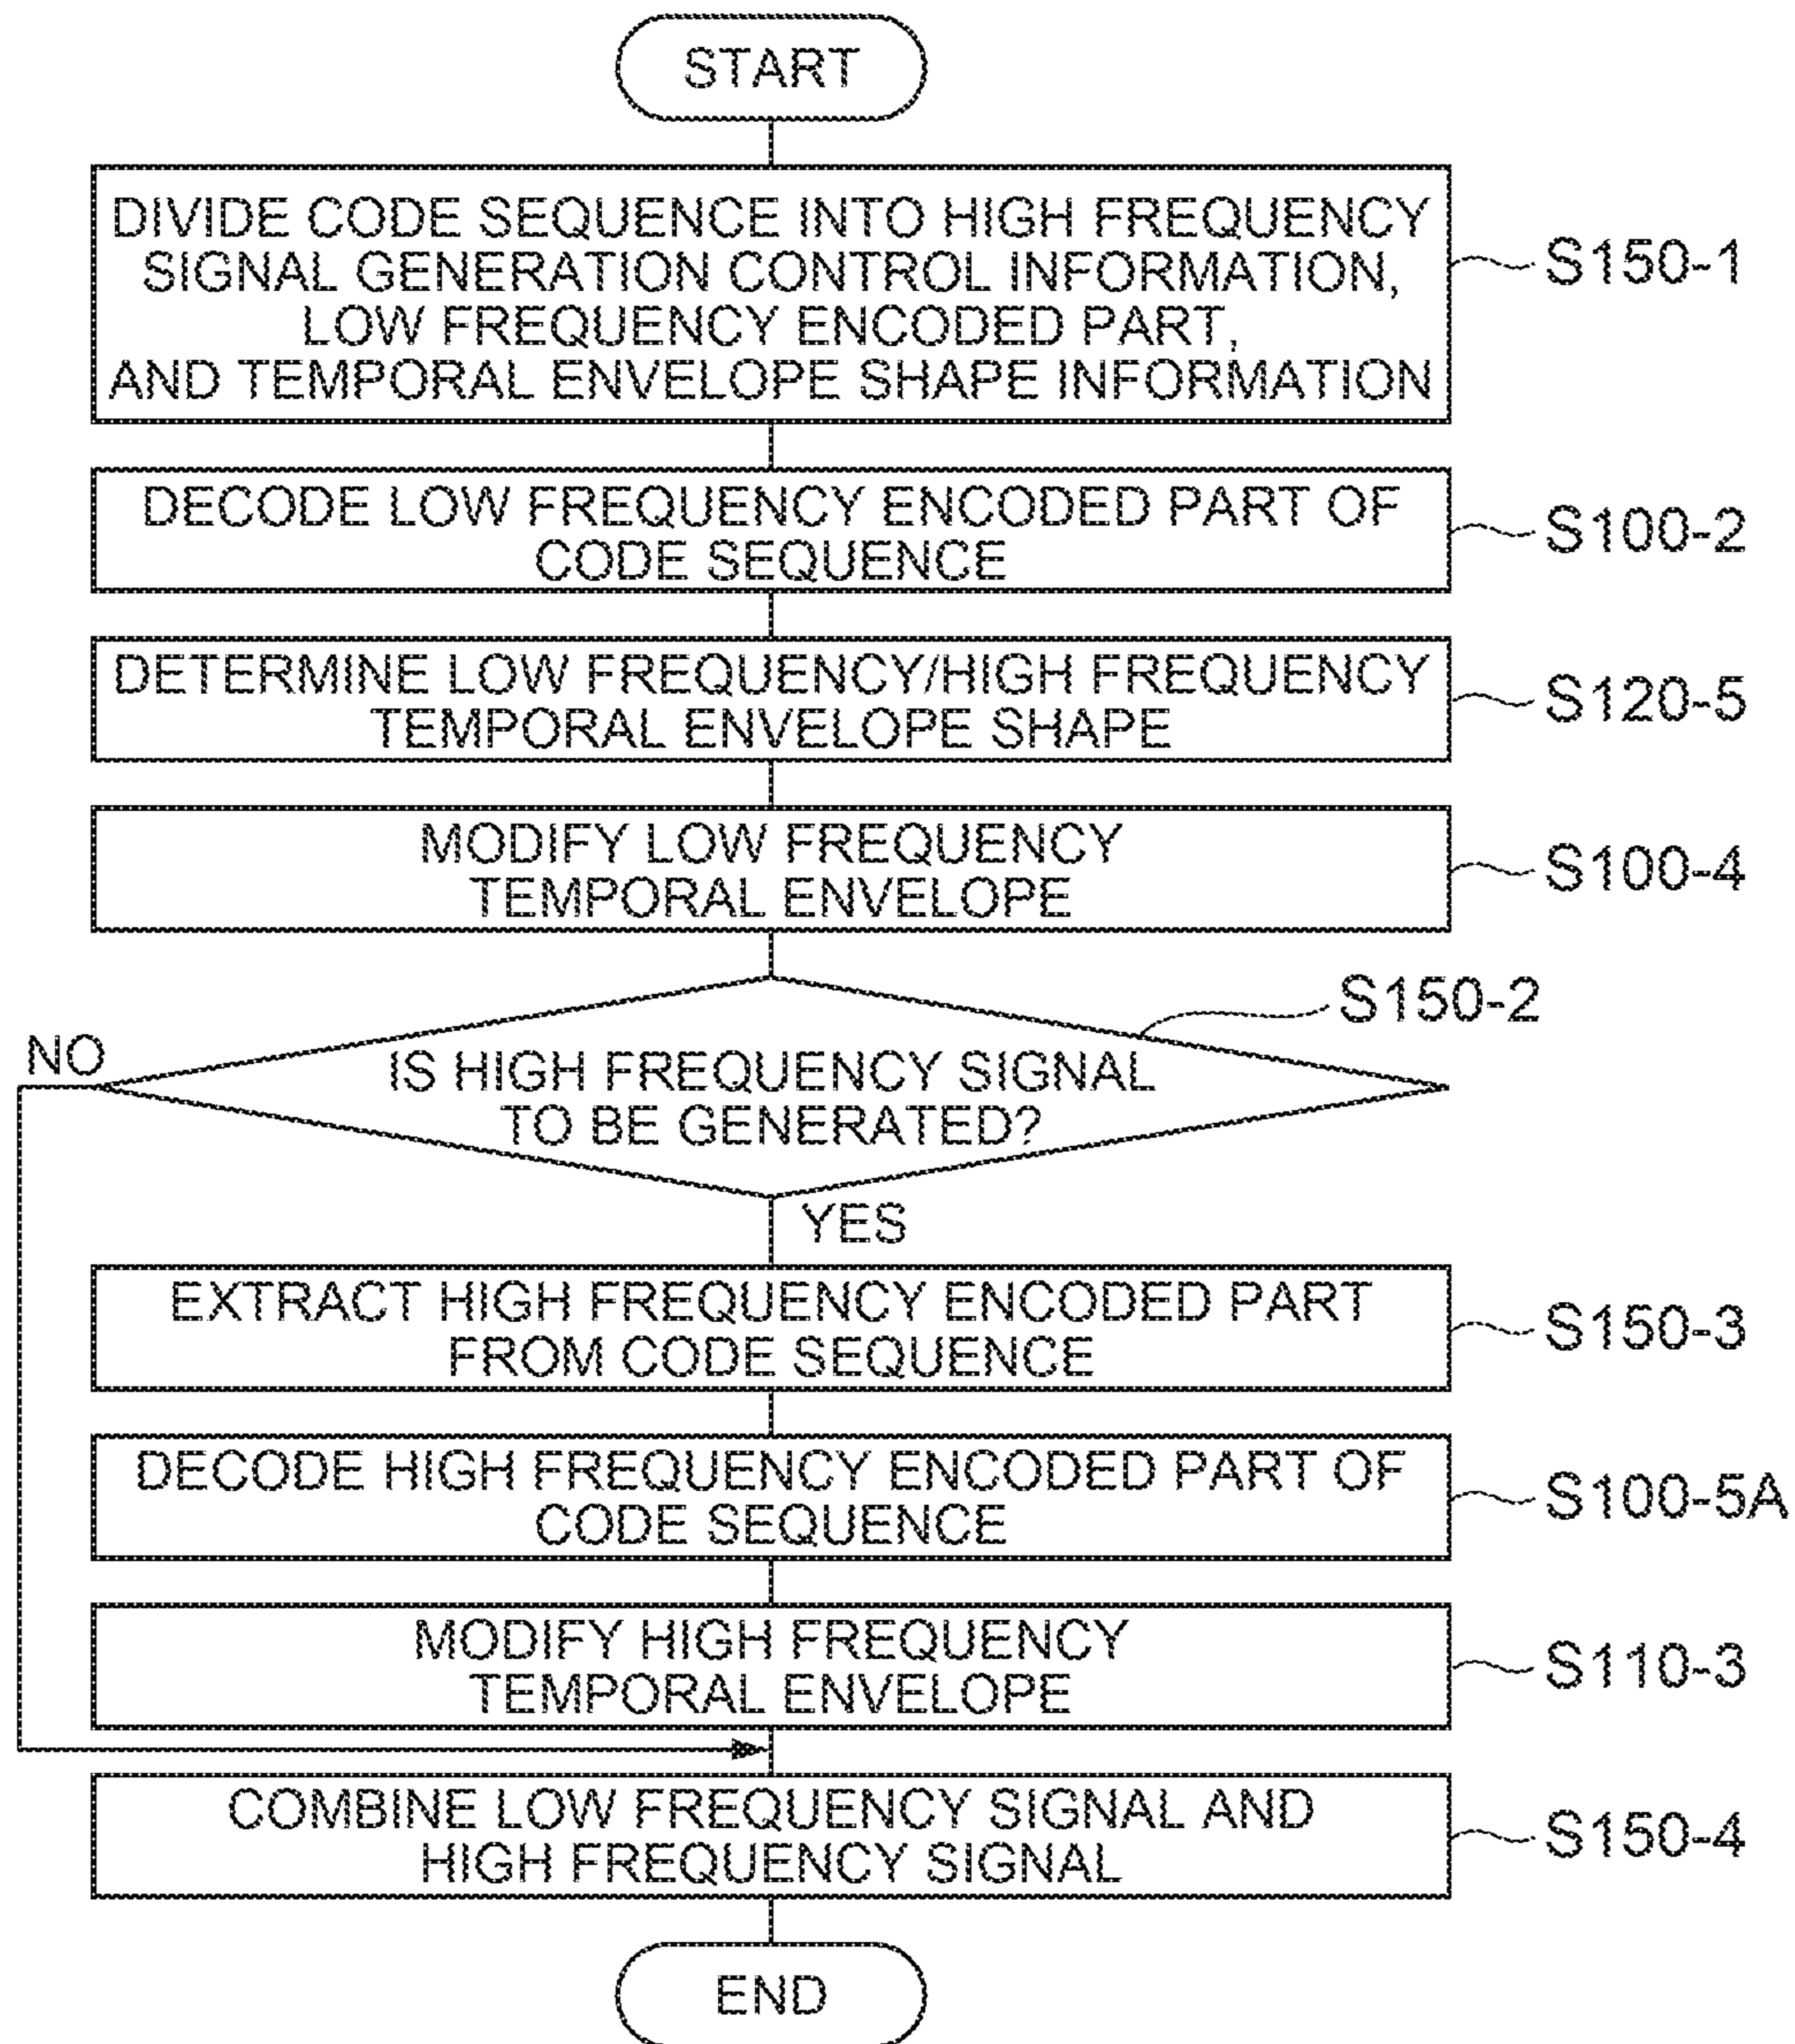 START
DIVIDE CODE SEQUENCE INTO HIGH FREQUENCY
SIGNAL GENERATION CONTROL INFORMATION,
LOW FREQUENCY ENCODED PART,
AND TEMPORAL ENVELOPE SHAPE INFORMATION
S150-1
DECODE LOW FREQUENCY ENCODED PART OF
CODE SEQUENCE
S100-2
DETERMINE LOW FREQUENCY/HIGH FREQUENCY
TEMPORAL ENVELOPE SHAPE
S120-5
MODIFY LOW FREQUENCY
TEMPORAL ENVELOPE
S100-4
S150-2
NO
IS HIGH FREQUENCY SIGNAL
TO BE GENERATED?
YES
EXTRACT HIGH FREQUENCY ENCODED PART
FROM CODE SEQUENCE
S150-3
DECODE HIGH FREQUENCY ENCODED PART OF
CODE SEQUENCE
S100-5A
MODIFY HIGH FREQUENCY
TEMPORAL ENVELOPE
S110-3
COMBINE LOW FREQUENCY SIGNAL AND
HIGH FREQUENCY SIGNAL
S150-4
END